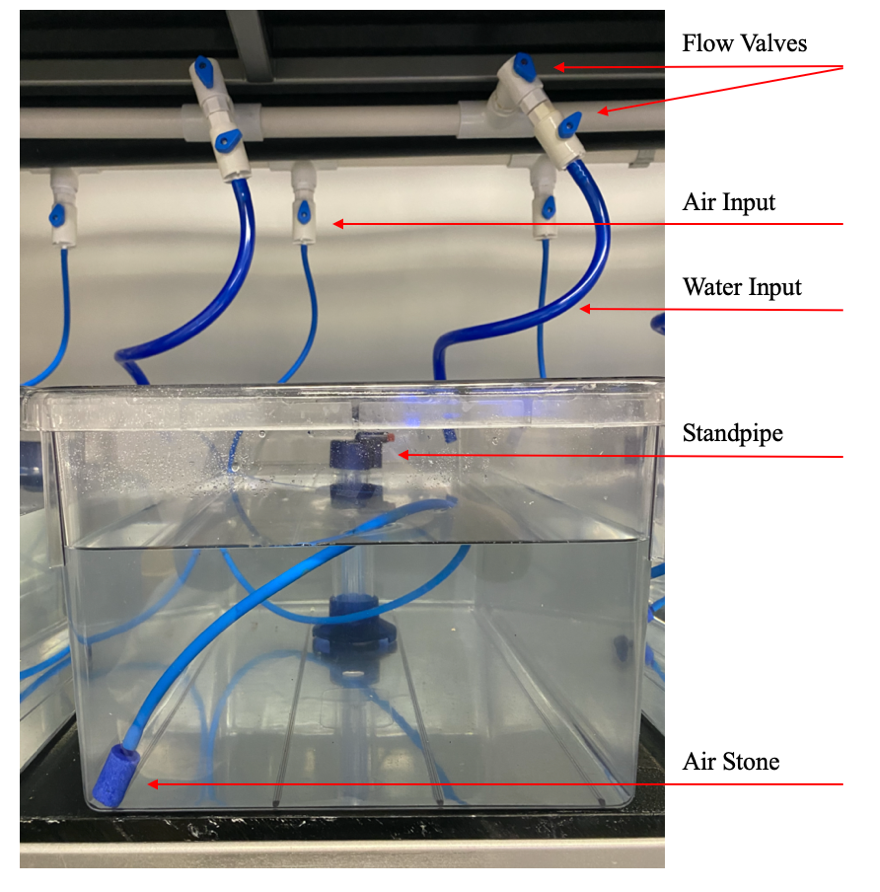 Flow Valves
Air Input
Water Input
Standpipe
Air Stone